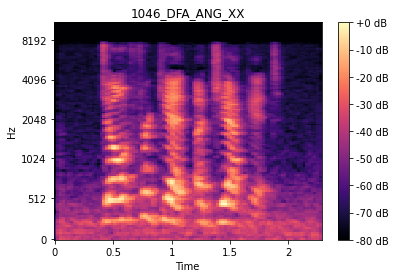 1046_DFA_ANG_XX
Hz
8192
4096
2048
1024
512
0
0
0.5
1
1.5
2
Time
+0 dB
-10 dB
-20 dB
-30 dB
-40 dB
-50 dB
-60 dB
-70 dB
-80 dB